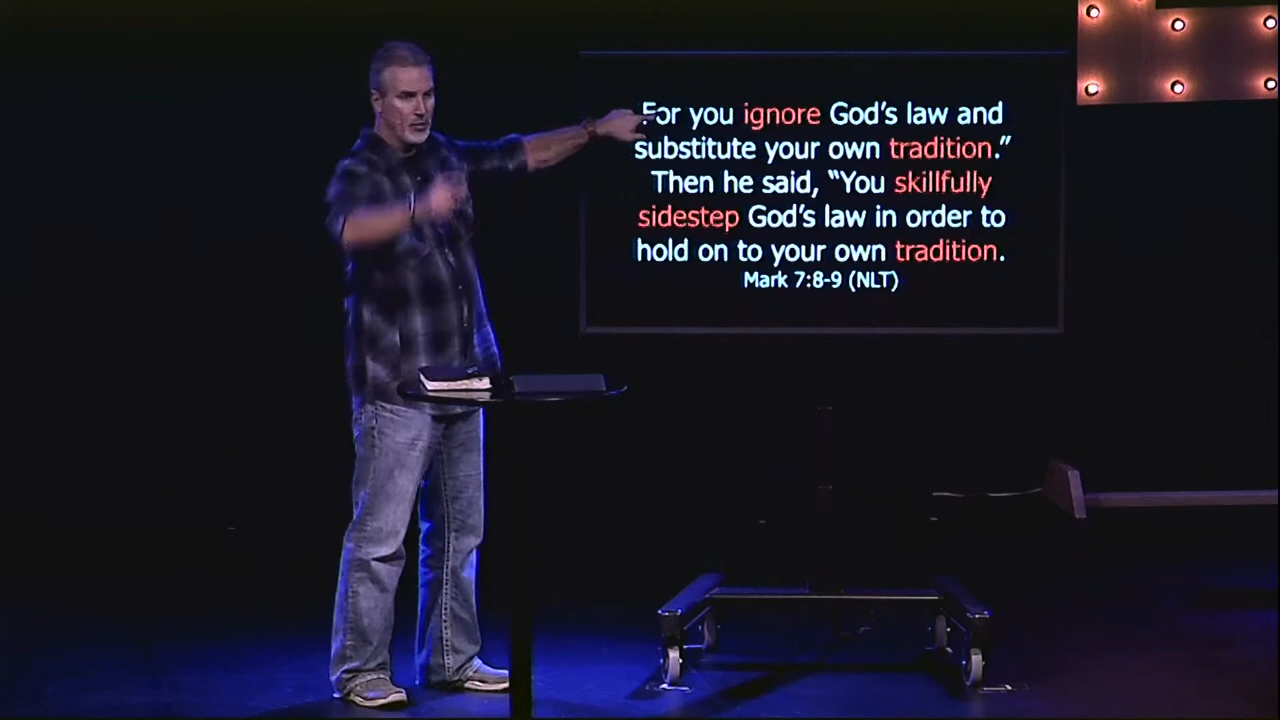 For you ignore God's law and
substitute your own tradition.”
Then he said, “You skillfully
sidestep God's law in order to
hold on to your own tradition.
Mark 7:8-9 (NLT)